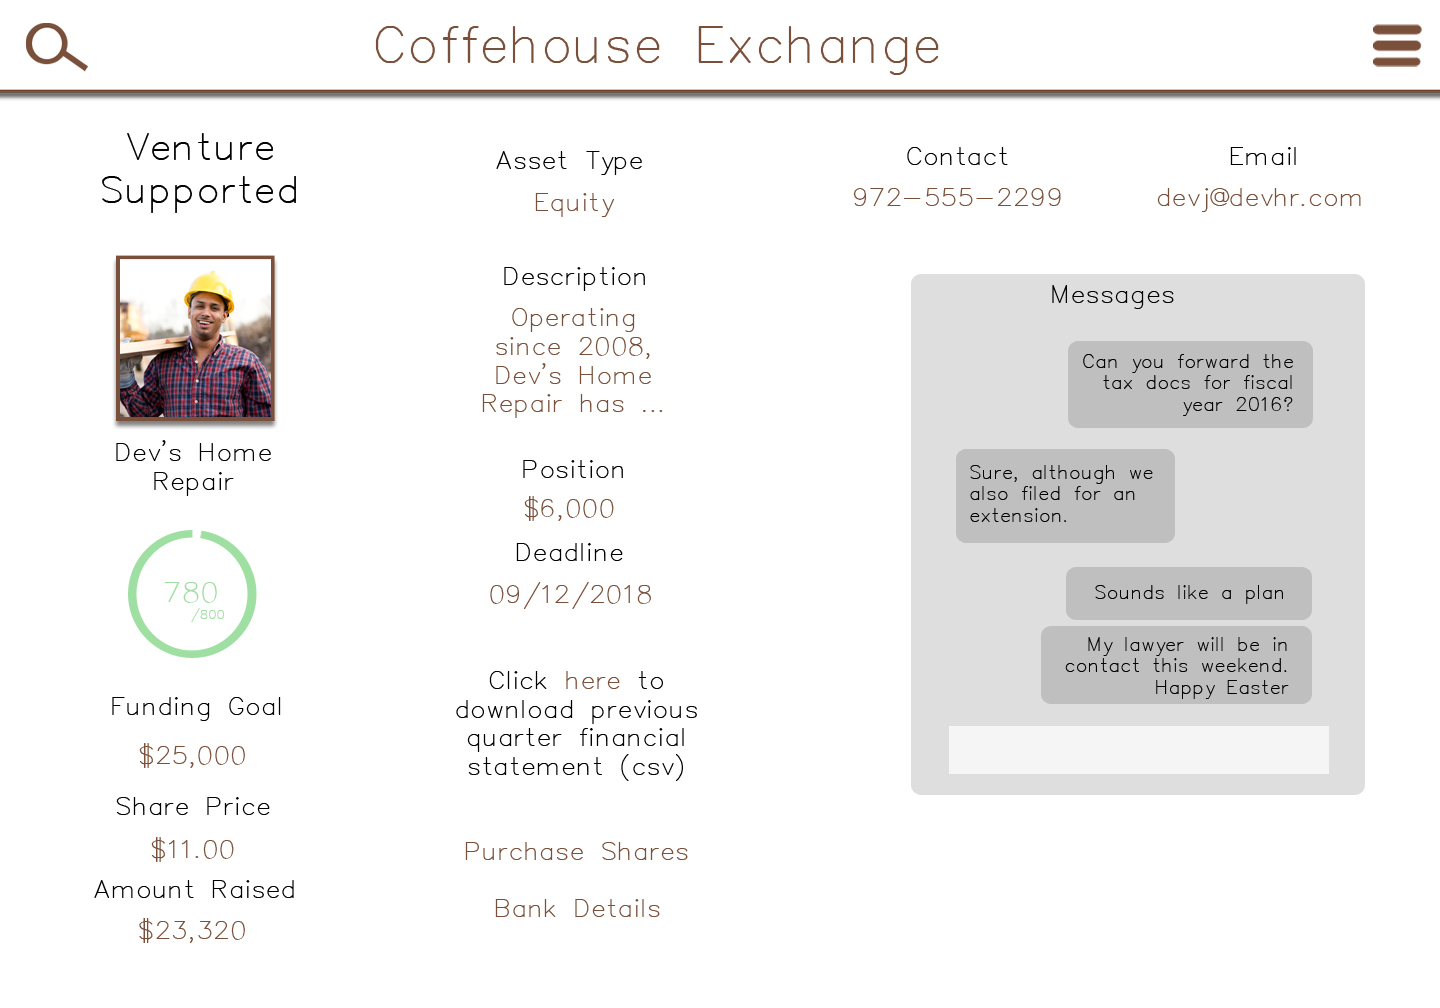 Coffehouse Exchange
Venture
Supported
Dev's Home
Repair
780
/800
Funding Goal
$25,000
Share Price
$11.00
Amount Raised
$23,320
Asset Type
Equity
Description
Operating
since 2008,
Dev's Home
Repair has ...
Position
$6,000
Deadline
09/12/2018
Click here to
download previous
quarter financial
statement (csv)
Purchase Shares
Bank Details
Contact
972-555-2299
Email
devj@devhr.com
Messages
Can you forward the
tax docs for fiscal
year 2016?
Sure, although we
also filed for an
extension.
Sounds like a plan
My lawyer will be in
contact this weekend.
Happy Easter